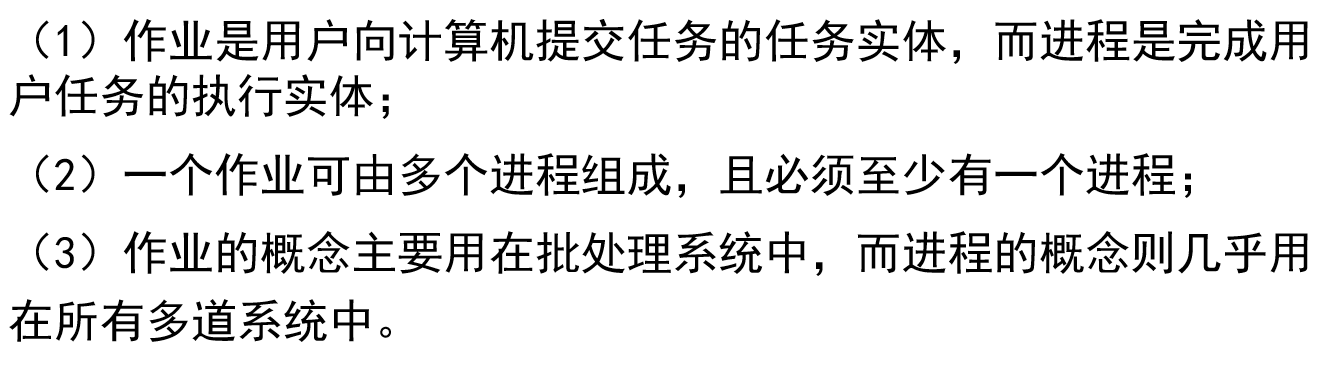 （1）作业是用户向计算机提交任务的任务实体，而进程是完成用
户任务的执行实体；
（2）一个作业可由多个进程组成，且必须至少有一个进程；
（3）作业的概念主要用在批处理系统中，而进程的概念则几乎用
在所有多道系统中。